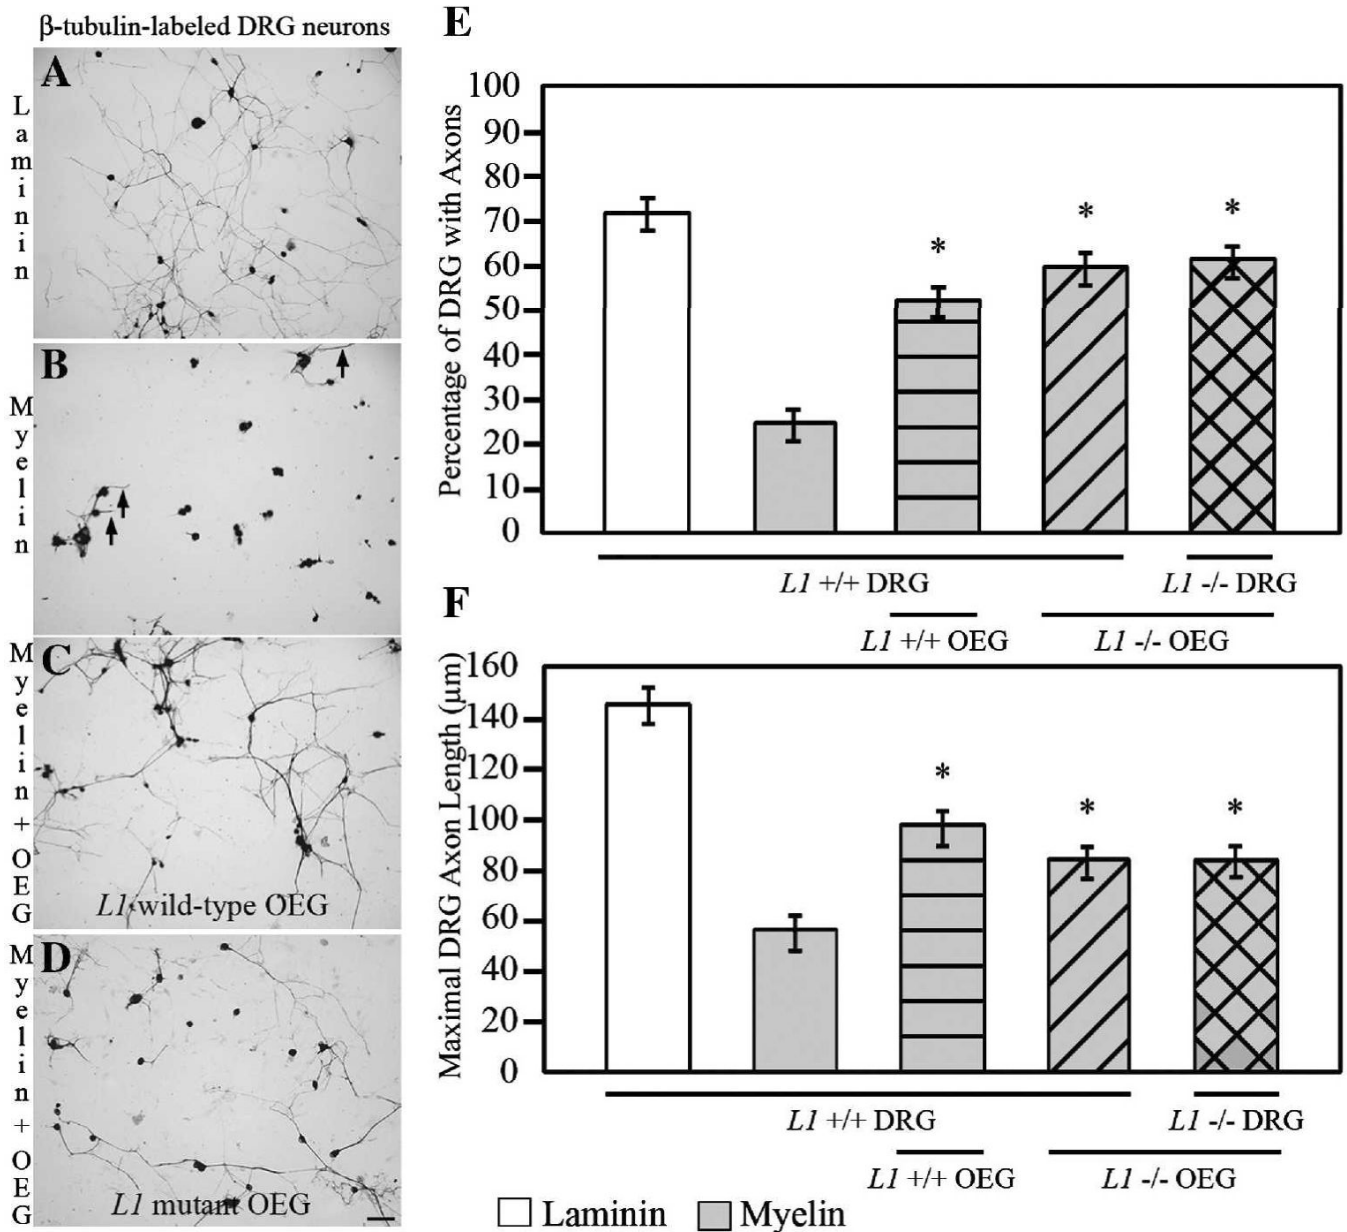 β-tubulin-labeled DRG neurons
A
Laminin
B
Myelin
C
Myelin + OEG
L1 wild-type OEG
D
Myelin + OEG
L1 mutant OEG
E
Percentage of DRG with Axons
100
90
80
70
60
50
40
30
20
10
0
*
*
*
L1 +/+ DRG
L1 -/- DRG
L1 +/+ OEG
L1 -/- OEG
F
Maximal DRG Axon Length (μm)
160
140
120
100
80
60
40
20
0
*
*
*
L1 +/+ DRG
L1 -/- DRG
L1 +/+ OEG
L1 -/- OEG
Laminin
Myelin